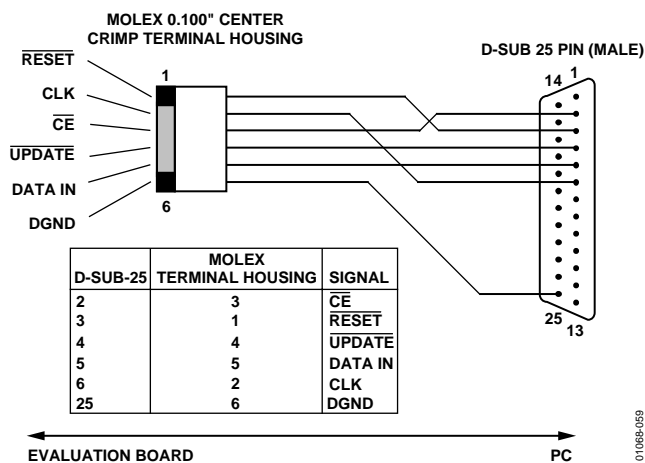 MOLEX 0.100" CENTER
CRIMP TERMINAL HOUSING
D-SUB 25 PIN (MALE)
RESET
CLK
CE
UPDATE
DATA IN
DGND
1
6
14 1
25
13
D-SUB-25 MOLEX TERMINAL HOUSING SIGNAL
2 3 CE
3 1 RESET
4 4 UPDATE
5 5 DATA IN
6 2 CLK
25 6 DGND
EVALUATION BOARD PC
01068-059